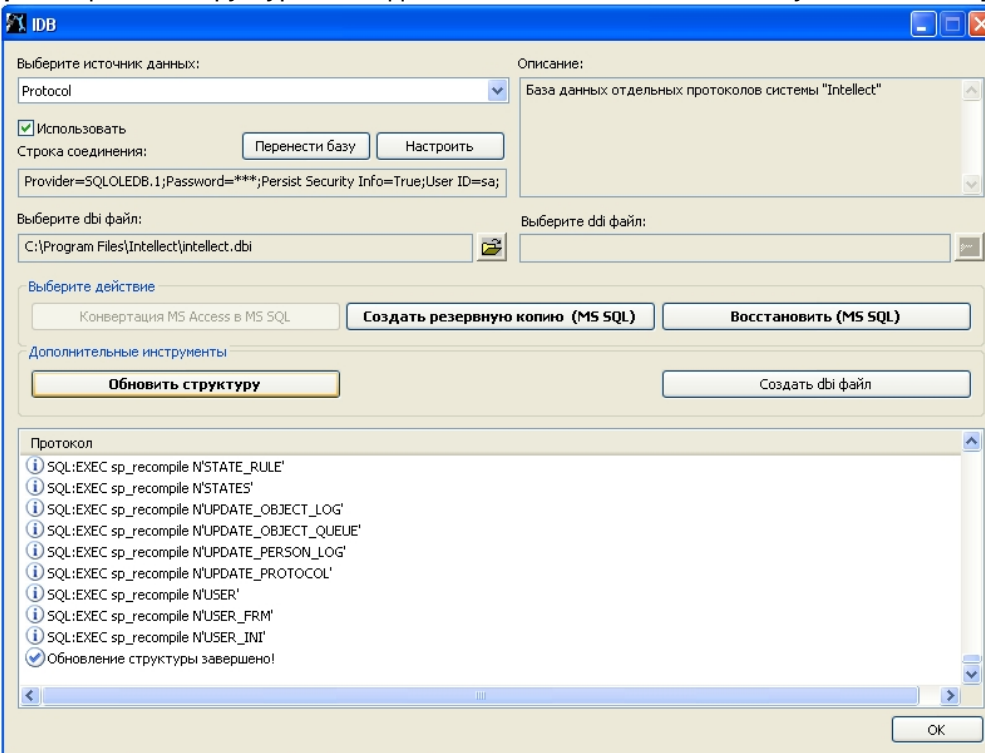 IDB
Выберите источник данных:
Protocol
Использовать
Строка соединения:
Перенести базу
Настроить
Provider=SQLOLEDB.1;Password=***;Persist Security Info=True;User ID=sa;
Описание:
База данных отдельных протоколов системы "Intellect"
Выберите dbi файл:
C:\Program Files\Intellect\intellect.dbi
Выберите ddi файл:
Выберите действие
Конвертация MS Access в MS SQL
Создать резервную копию (MS SQL)
Восстановить (MS SQL)
Дополнительные инструменты
Обновить структуру
Создать dbi файл
Протокол
SQL:EXEC sp_recompile N'STATE_RULE'
SQL:EXEC sp_recompile N'STATES'
SQL:EXEC sp_recompile N'UPDATE_OBJECT_LOG'
SQL:EXEC sp_recompile N'UPDATE_OBJECT_QUEUE'
SQL:EXEC sp_recompile N'UPDATE_PERSON_LOG'
SQL:EXEC sp_recompile N'UPDATE_PROTOCOL'
SQL:EXEC sp_recompile N'USER'
SQL:EXEC sp_recompile N'USER_FRM'
SQL:EXEC sp_recompile N'USER_INI'
Обновление структуры завершено!
OK